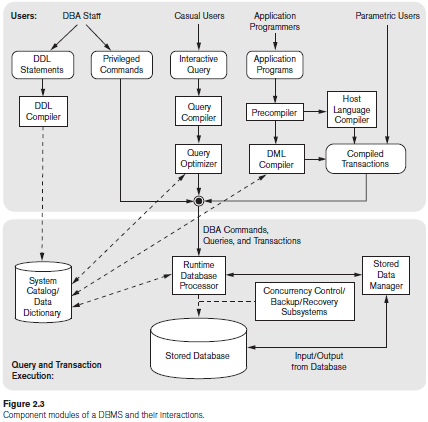 Users: DBA Staff Casual Users Application
Programmers Parametric Users
DDL
Statements
Privileged
Commands
Interactive
Query
Application
Programs
DDL
Compiler
Query
Compiler
Precompiler
Host
Language
Compiler
Query
Optimizer
DML
Compiler
Compiled
Transactions
DBA Commands,
Queries, and Transactions
System
Catalog/
Data
Dictionary
Runtime
Database
Processor
Stored
Data
Manager
Concurrency Control/
Backup/Recovery
Subsystems
Stored Database
Input/Output
from Database
Query and Transaction
Execution:
Figure 2.3
Component modules of a DBMS and their interactions.